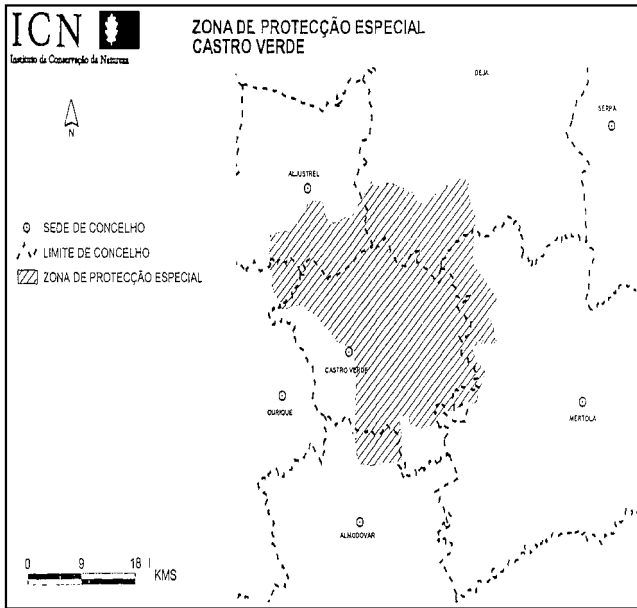 ICN
Instituto da Conservação da Natureza
ZONA DE PROTECÇÃO ESPECIAL
CASTRO VERDE
N
SEDE DE CONCELHO
LIMITE DE CONCELHO
ZONA DE PROTECÇÃO ESPECIAL
0 9 18
KMS
DEJA
SERPA
ALJUSTREL
CASTRO VERDE
OURIQUE
MERTOLA
ALMODOVAR